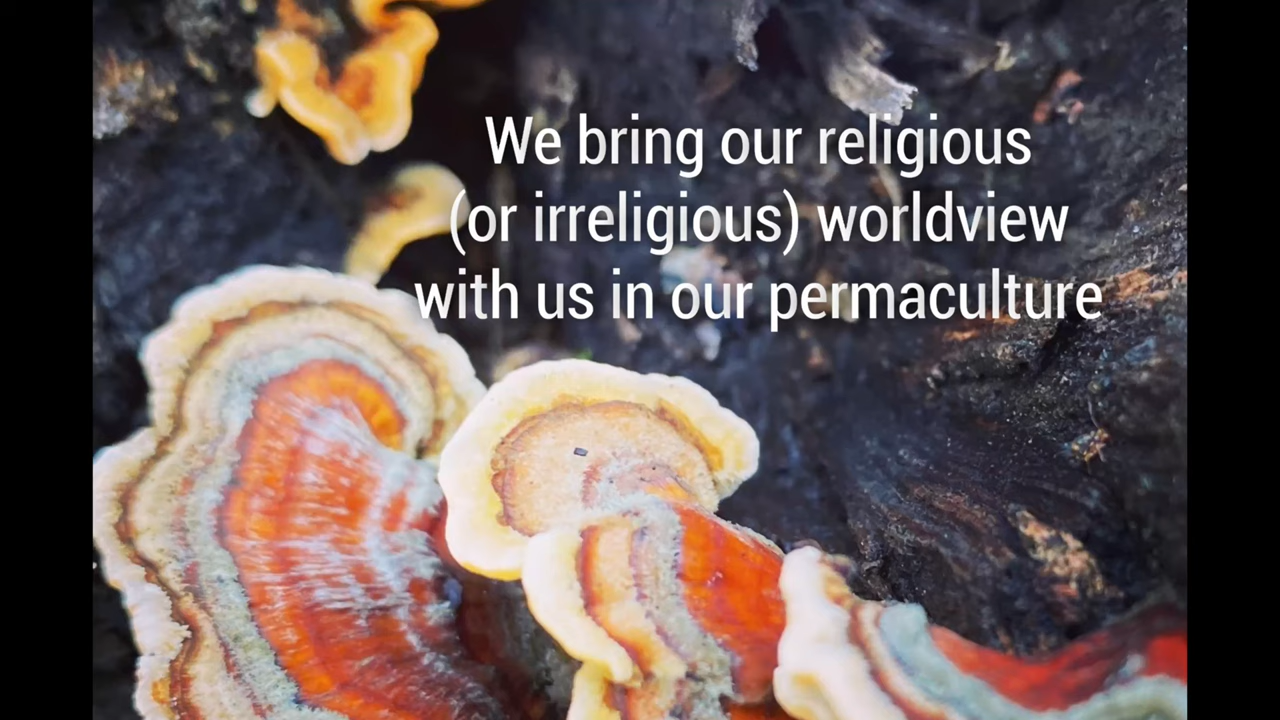 We bring our religious
(or irreligious) worldview
with us in our permaculture